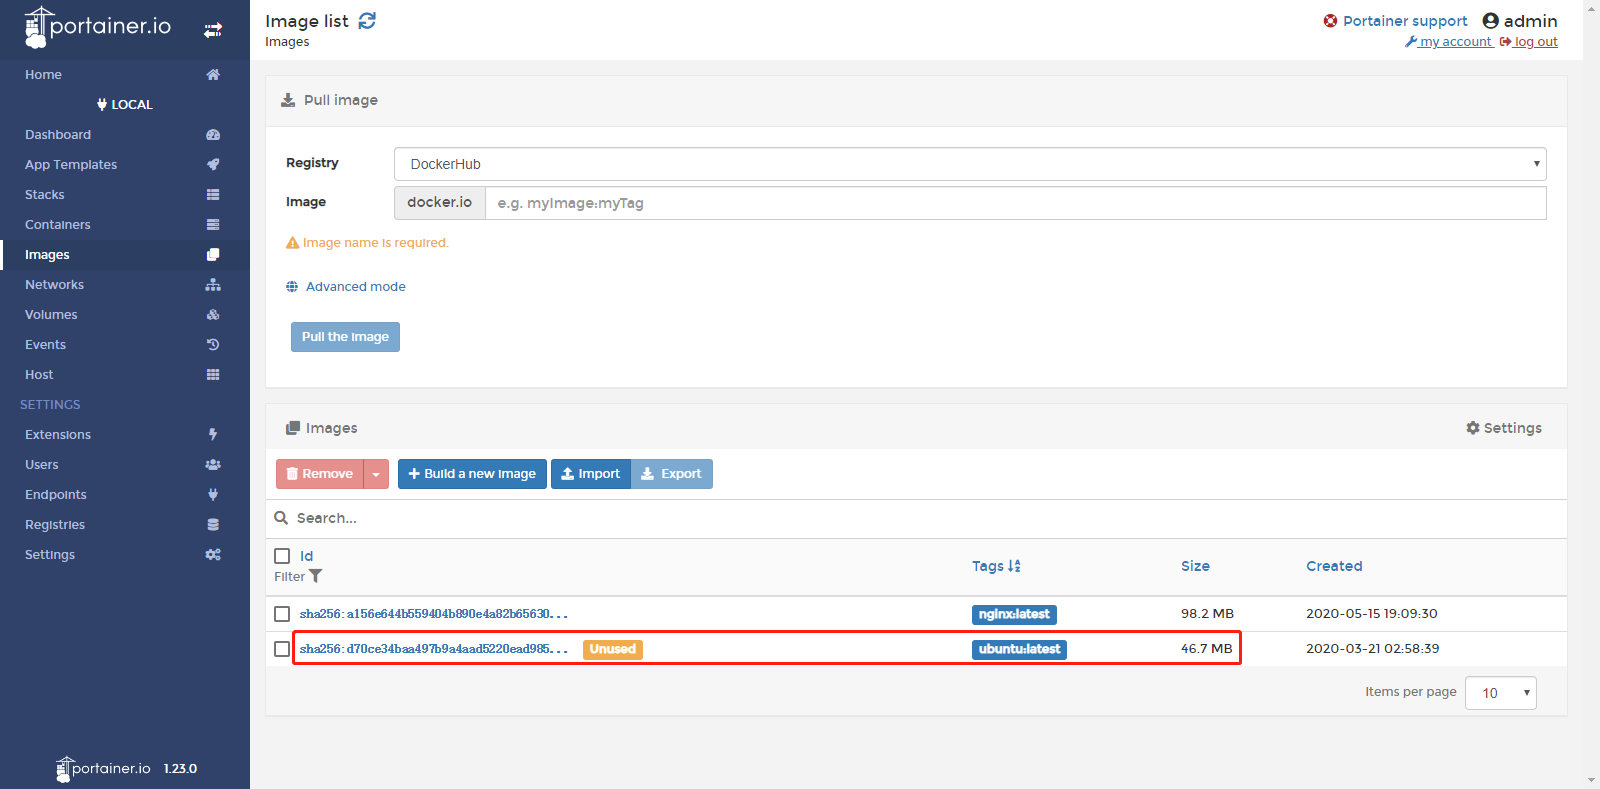 portainer.io
Home
LOCAL
Dashboard
App Templates
Stacks
Containers
Images
Networks
Volumes
Events
Host
SETTINGS
Extensions
Users
Endpoints
Registries
Settings
portainer.io 1.23.0
Image list
Images
Portainer support admin
my account log out
Pull image
Registry DockerHub
Image docker.io e.g. myImage:myTag
Image name is required.
Advanced mode
Pull the image
Images Settings
Remove Build a new image Import Export
Search...
Id Tags Size Created
Filter
sha256:a156e644b559404b890e4a82b65630... nginx:latest 98.2 MB 2020-05-15 19:09:30
sha256:d70ce34baa497b9a4aad5220ead985... Unused ubuntu:latest 46.7 MB 2020-03-21 02:58:39
Items per page 10